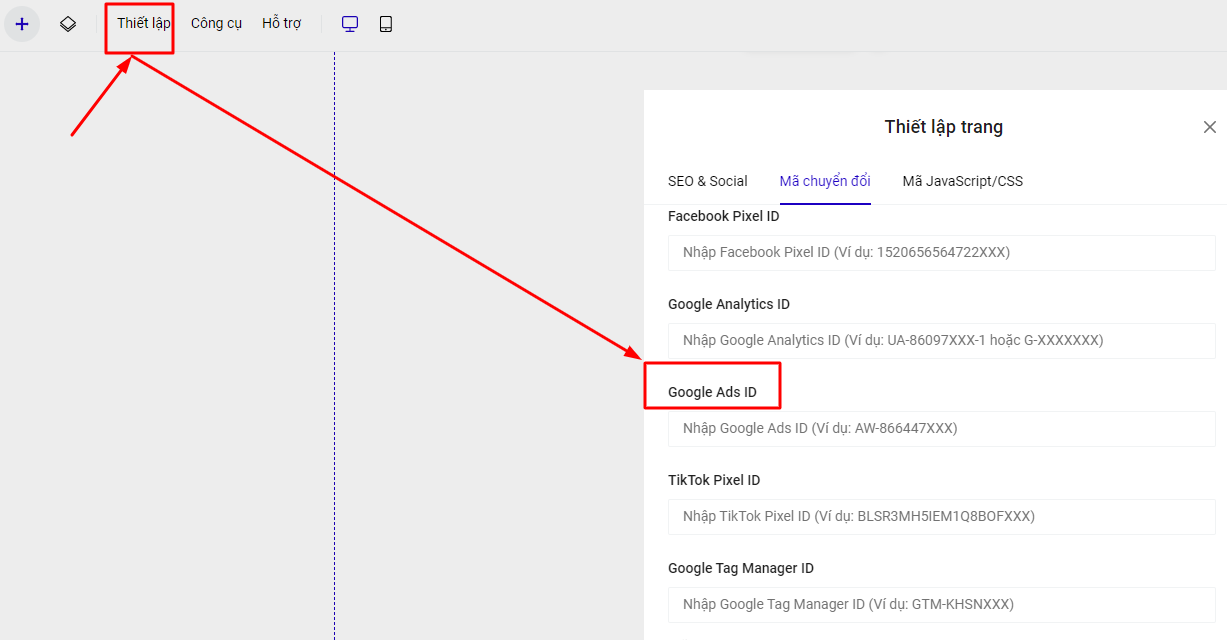 Thiết lập Công cụ Hỗ trợ
Thiết lập trang
SEO & Social Mã chuyển đổi Mã JavaScript/CSS
Facebook Pixel ID
Nhập Facebook Pixel ID (Ví dụ: 1520656564722XXX)
Google Analytics ID
Nhập Google Analytics ID (Ví dụ: UA-86097XXX-1 hoặc G-XXXXXXX)
Google Ads ID
Nhập Google Ads ID (Ví dụ: AW-866447XXX)
TikTok Pixel ID
Nhập TikTok Pixel ID (Ví dụ: BLSR3MH5IEM1Q8BOFXXX)
Google Tag Manager ID
Nhập Google Tag Manager ID (Ví dụ: GTM-KHSNXXX)